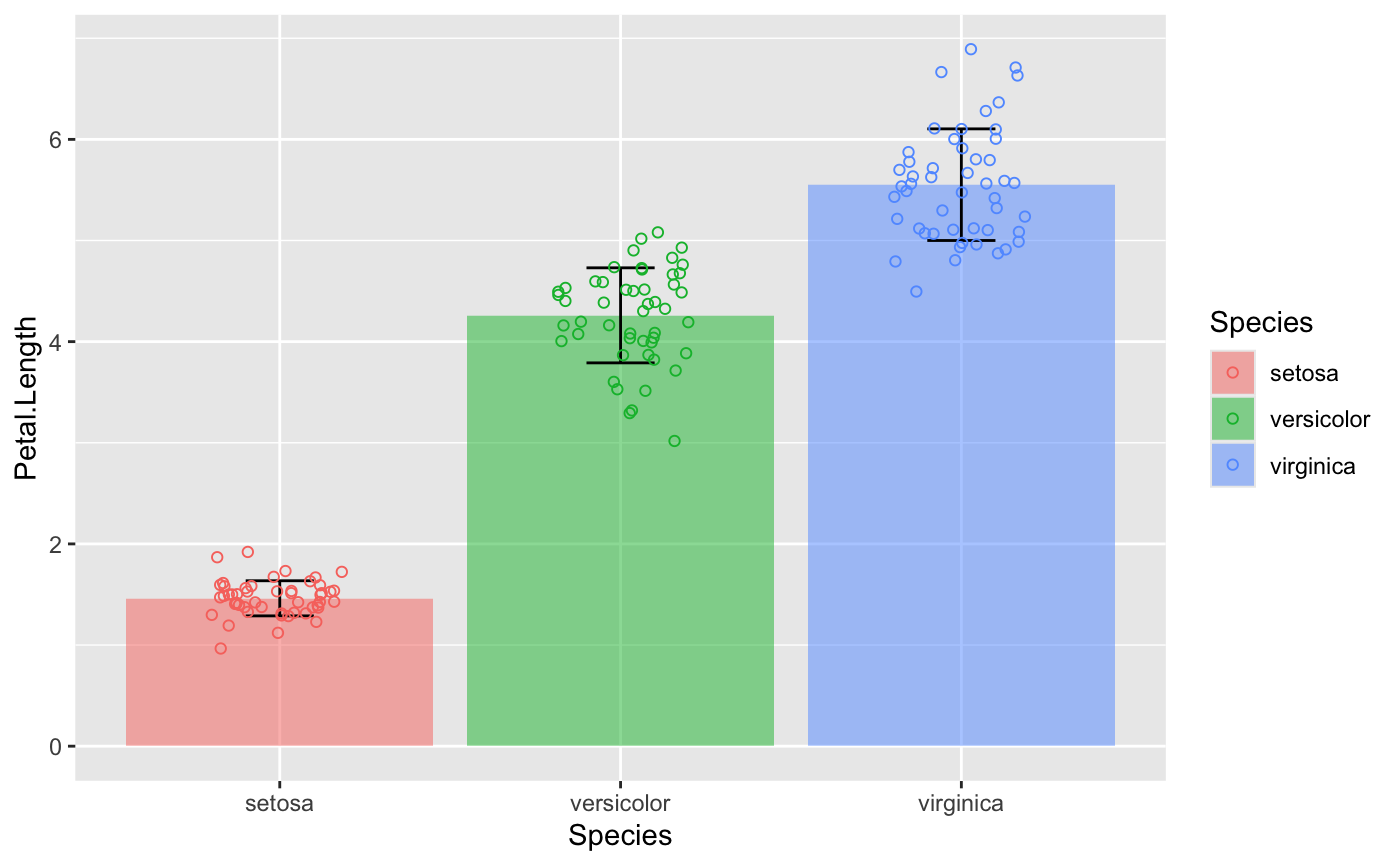 Petal.Length
6
4
2
0
setosa
versicolor
virginica
Species
Species
setosa
versicolor
virginica